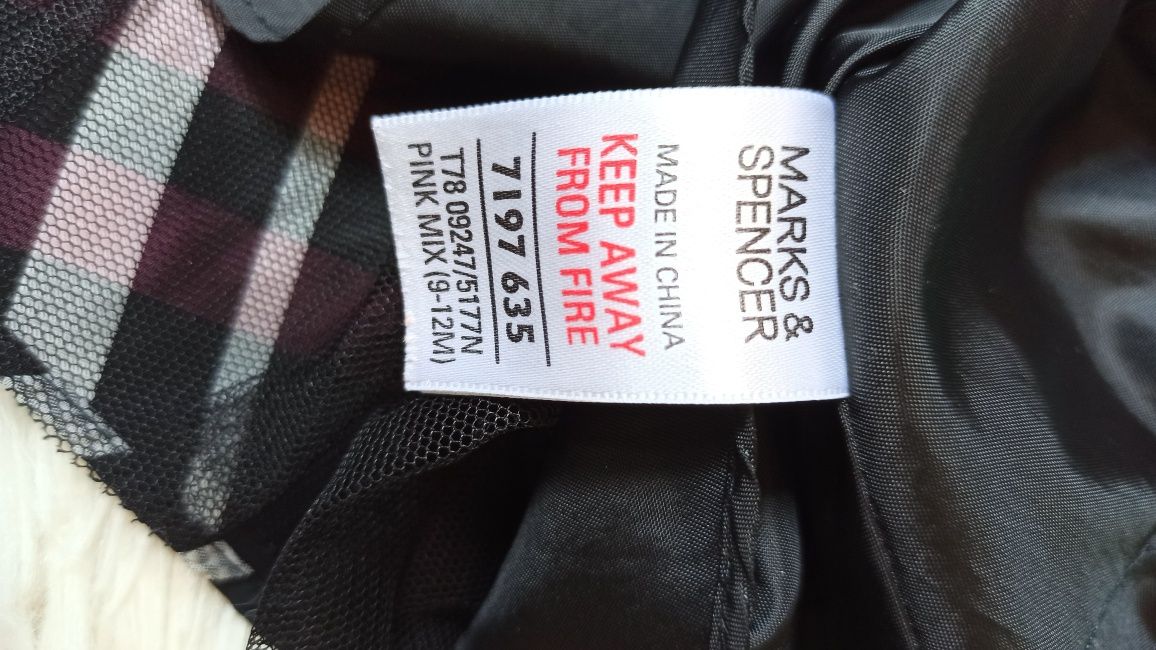 MARKS &
SPENCER
MADE IN CHINA
KEEP AWAY
FROM FIRE
7197 635
T78 09247/5177N
PINK MIX (9-12M)